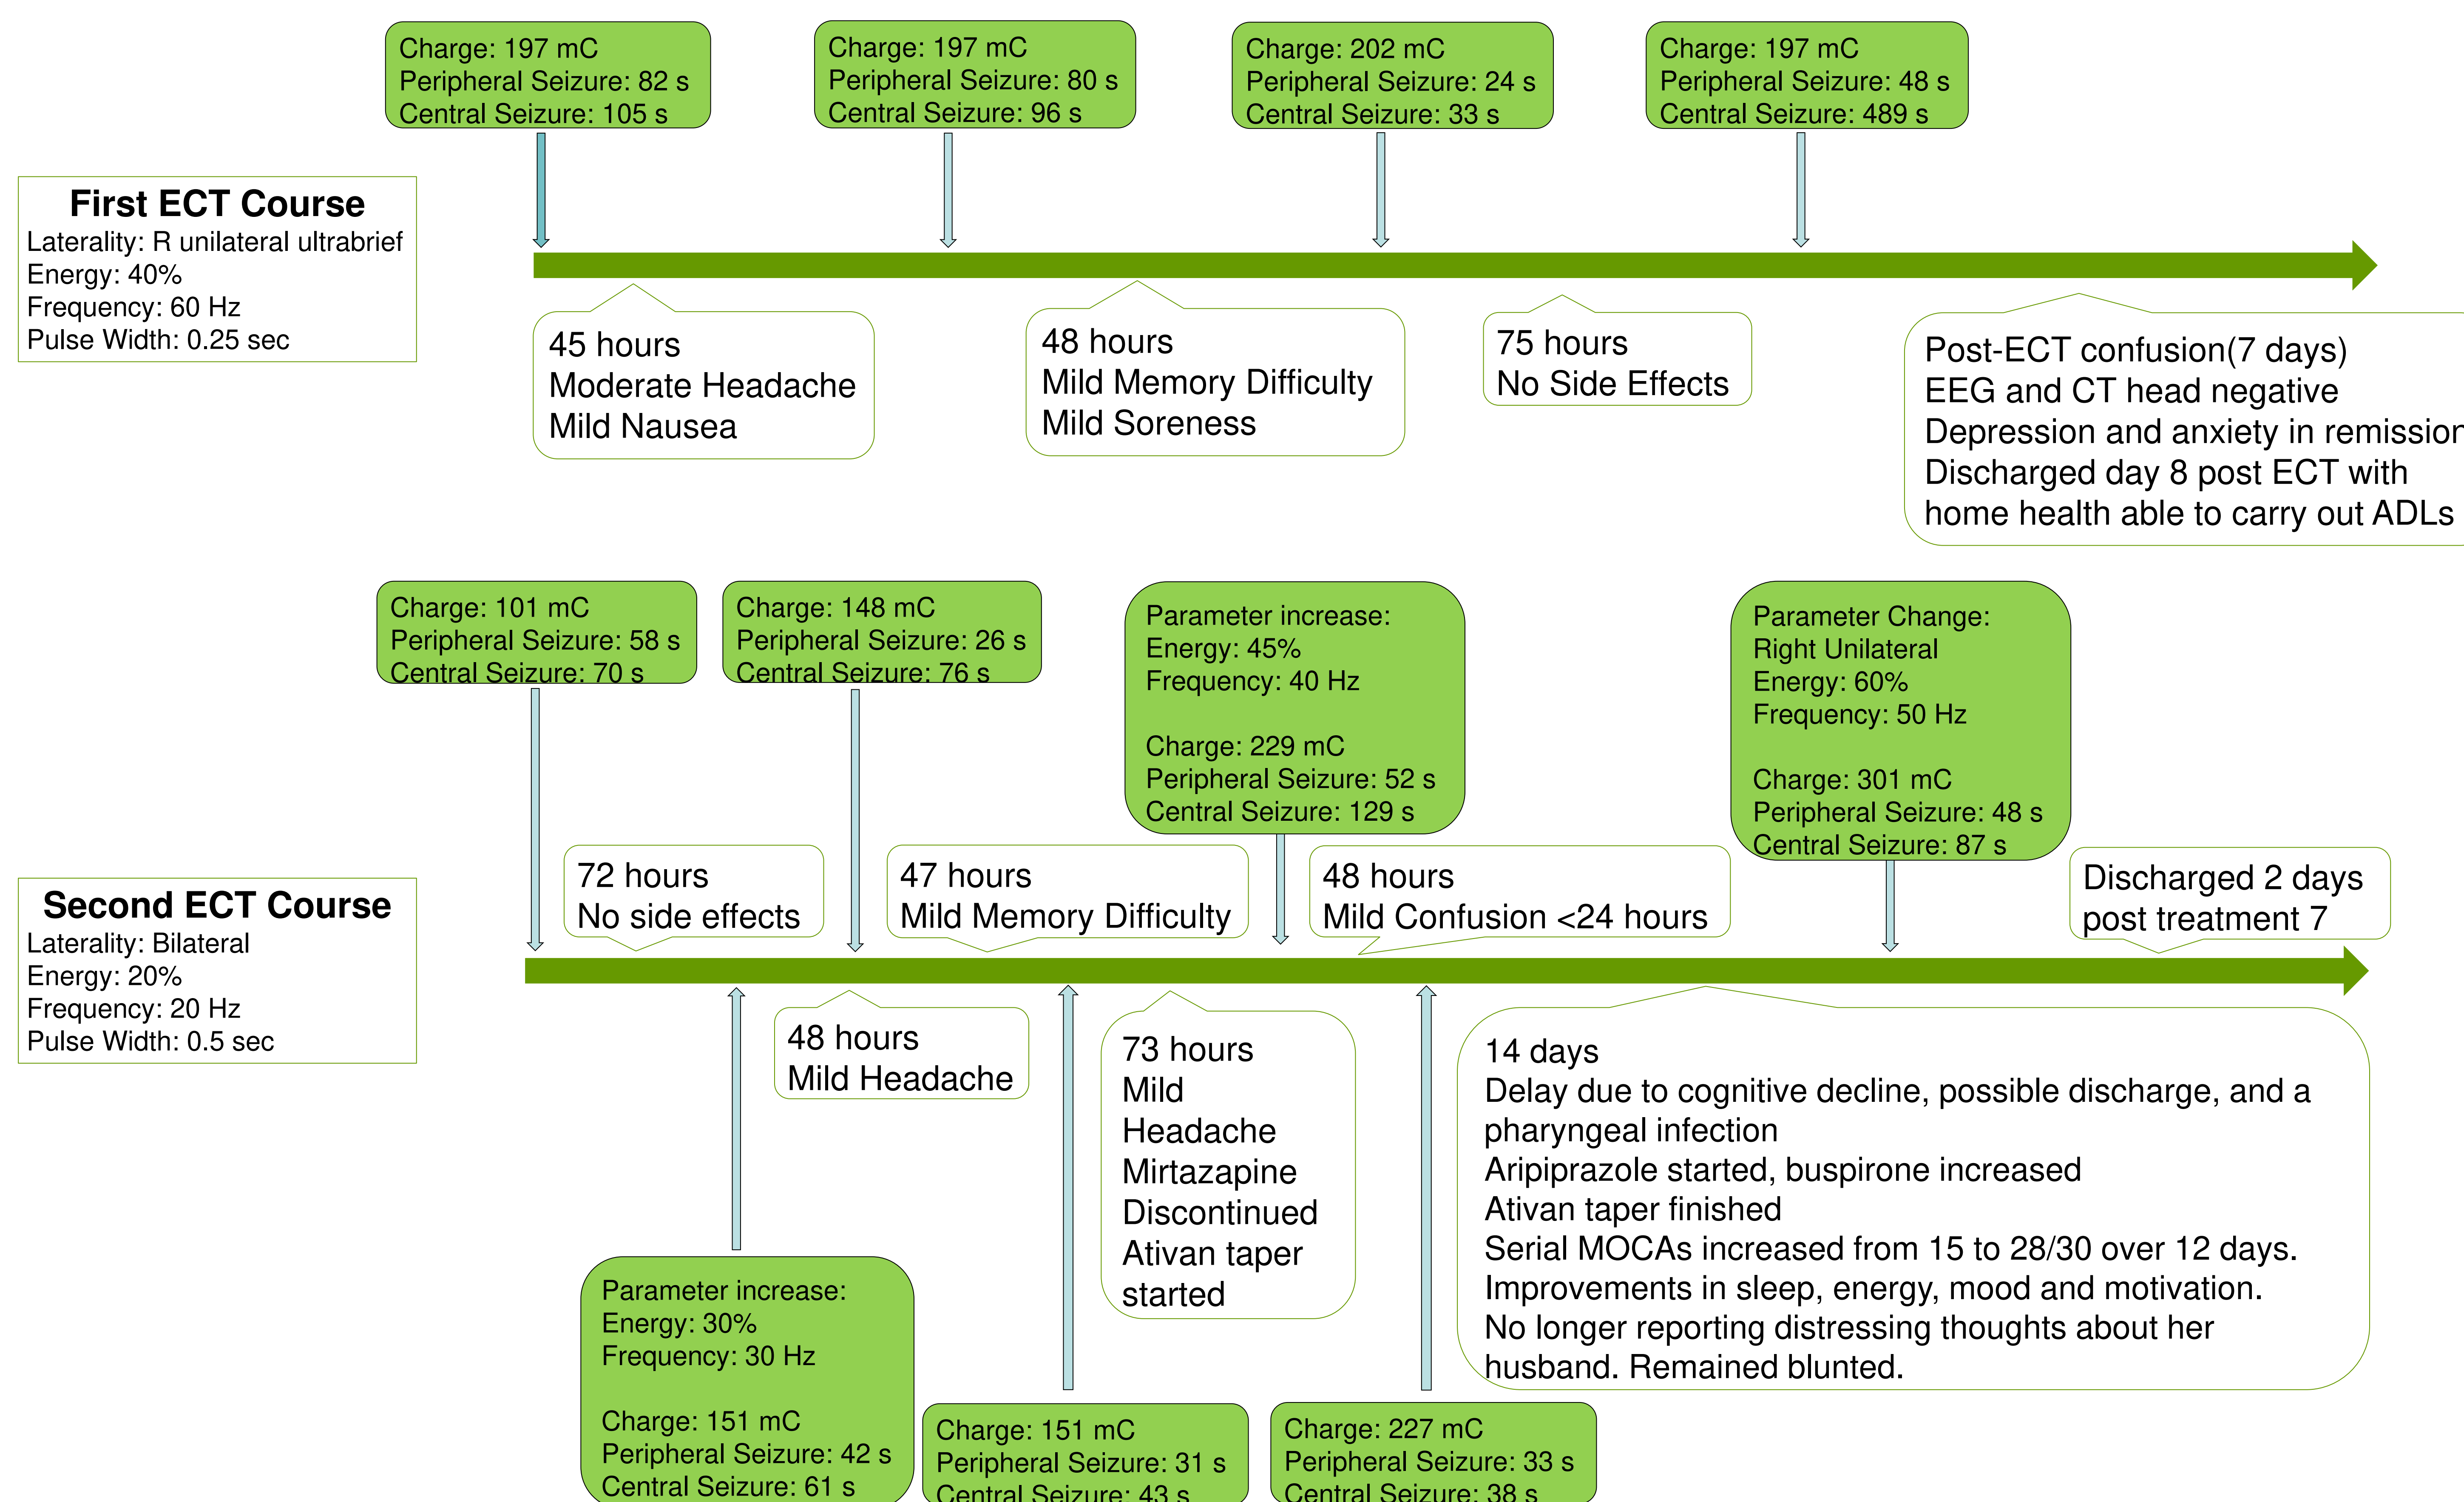 Charge: 197 mC
Peripheral Seizure: 82 s
Central Seizure: 105 s
Charge: 197 mC
Peripheral Seizure: 80 s
Central Seizure: 96 s
Charge: 202 mC
Peripheral Seizure: 24 s
Central Seizure: 33 s
Charge: 197 mC
Peripheral Seizure: 48 s
Central Seizure: 489 s
First ECT Course
Laterality: R unilateral ultrabrief
Energy: 40%
Frequency: 60 Hz
Pulse Width: 0.25 sec
45 hours
Moderate Headache
Mild Nausea
48 hours
Mild Memory Difficulty
Mild Soreness
75 hours
No Side Effects
Post-ECT confusion(7 days)
EEG and CT head negative
Depression and anxiety in remission
Discharged day 8 post ECT with
home health able to carry out ADLs
Charge: 101 mC
Peripheral Seizure: 58 s
Central Seizure: 70 s
Charge: 148 mC
Peripheral Seizure: 26 s
Central Seizure: 76 s
Parameter increase:
Energy: 45%
Frequency: 40 Hz
Charge: 229 mC
Peripheral Seizure: 52 s
Central Seizure: 129 s
Parameter Change:
Right Unilateral
Energy: 60%
Frequency: 50 Hz
Charge: 301 mC
Peripheral Seizure: 48 s
Central Seizure: 87 s
72 hours
No side effects
47 hours
Mild Memory Difficulty
48 hours
Mild Confusion <24 hours
Discharged 2 days
post treatment 7
Second ECT Course
Laterality: Bilateral
Energy: 20%
Frequency: 20 Hz
Pulse Width: 0.5 sec
48 hours
Mild Headache
73 hours
Mild
Headache
Mirtazapine
Discontinued
Ativan taper
started
14 days
Delay due to cognitive decline, possible discharge, and a
pharyngeal infection
Aripiprazole started, buspirone increased
Ativan taper finished
Serial MOCAs increased from 15 to 28/30 over 12 days.
Improvements in sleep, energy, mood and motivation.
No longer reporting distressing thoughts about her
husband. Remained blunted.
Parameter increase:
Energy: 30%
Frequency: 30 Hz
Charge: 151 mC
Peripheral Seizure: 42 s
Central Seizure: 61 s
Charge: 151 mC
Peripheral Seizure: 31 s
Central Seizure: 43 s
Charge: 227 mC
Peripheral Seizure: 33 s
Central Seizure: 38 s